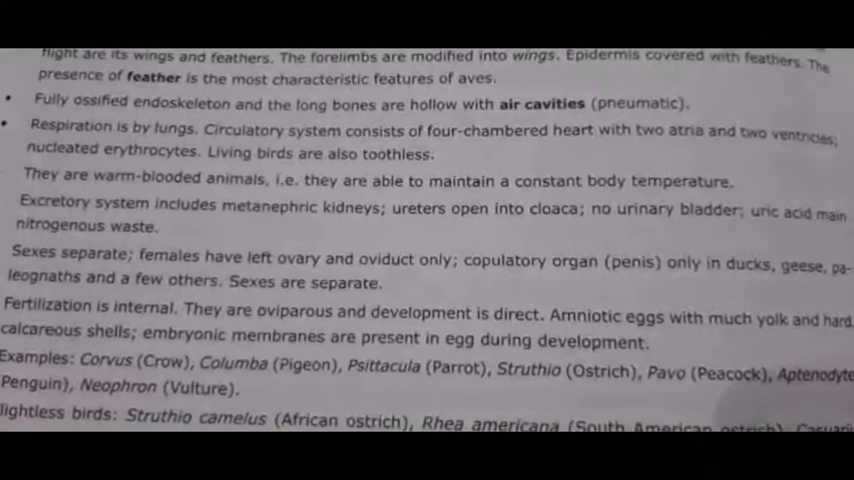 flight are its wings and feathers. The forelimbs are modified into wings. Epidermis covered with feathers. The
presence of feather is the most characteristic features of aves.
• Fully ossified endoskeleton and the long bones are hollow with air cavities (pneumatic).
• Respiration is by lungs. Circulatory system consists of four-chambered heart with two atria and two ventricles;
nucleated erythrocytes. Living birds are also toothless.
They are warm-blooded animals, i.e. they are able to maintain a constant body temperature.
Excretory system includes metanephric kidneys; ureters open into cloaca; no urinary bladder; uric acid main
nitrogenous waste.
Sexes separate; females have left ovary and oviduct only; copulatory organ (penis) only in ducks, geese, pa-
leognaths and a few others. Sexes are separate.
Fertilization is internal. They are oviparous and development is direct. Amniotic eggs with much yolk and hard
calcareous shells; embryonic membranes are present in egg during development.
Examples: Corvus (Crow), Columba (Pigeon), Psittacula (Parrot), Struthio (Ostrich), Pavo (Peacock), Aptenodyte
(Penguin), Neophron (Vulture).
lightless birds: Struthio camelus (African ostrich), Rhea americana (South American ostrich), Casuari